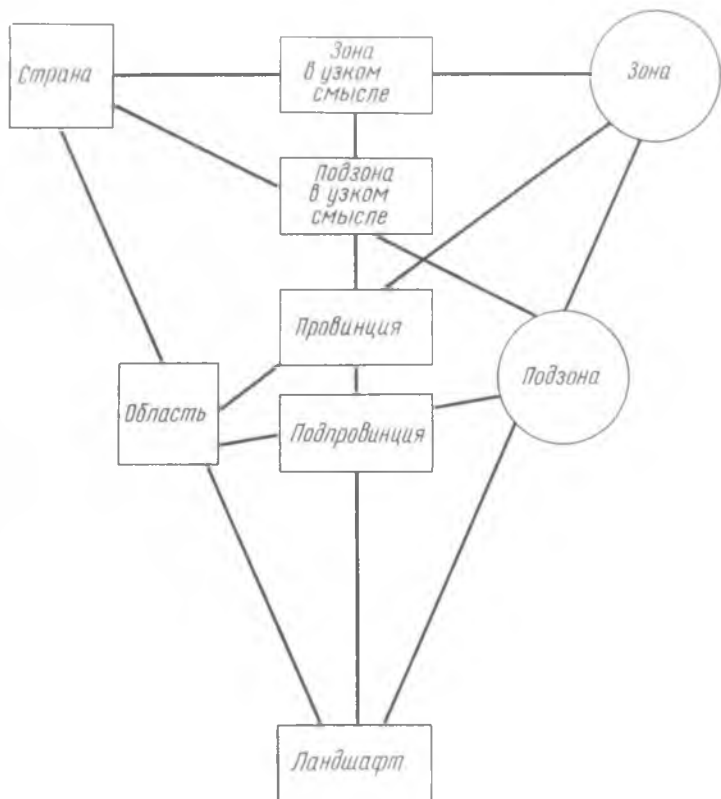 Страна
Зона
в узком
смысле
Зона
Подзона
в узком
смысле
Провинция
Подзона
Область
Подпровинция
Ландшафт